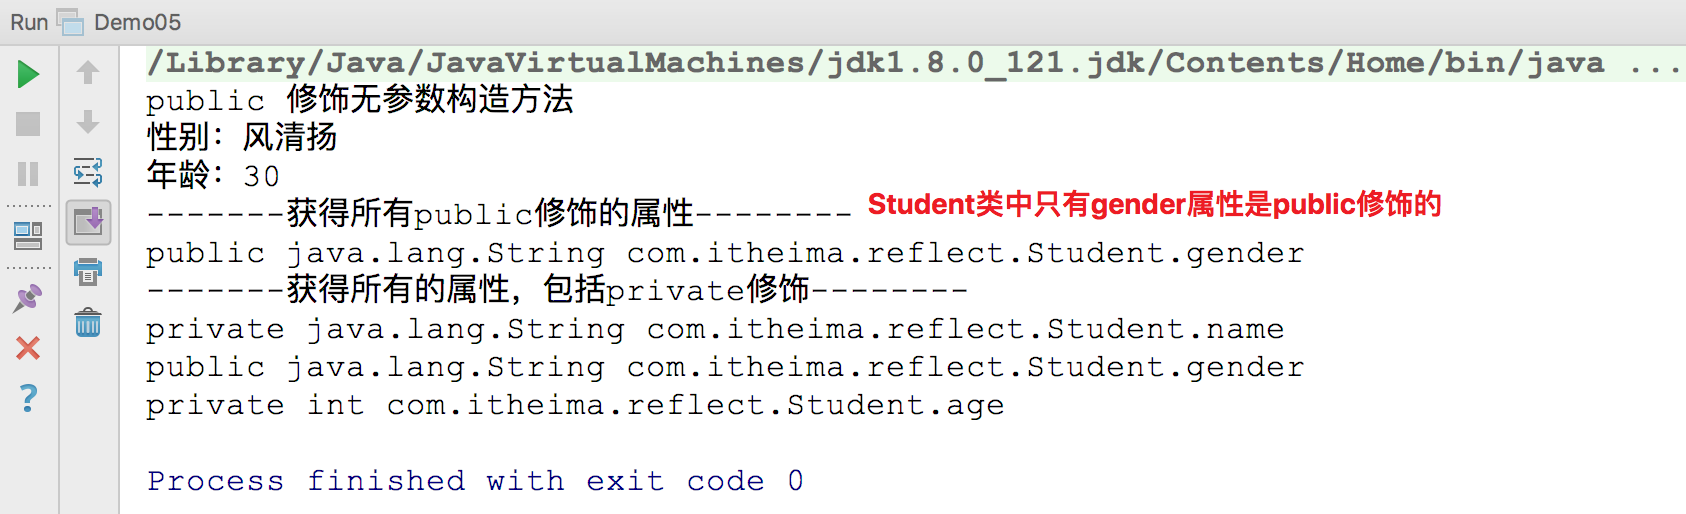 Run Demo05
/Library/Java/JavaVirtualMachines/jdk1.8.0_121.jdk/Contents/Home/bin/java ...
public 修饰无参数构造方法
性别：风清扬
年龄：30
-------获得所有public修饰的属性-------- Student类中只有gender属性是public修饰的
public java.lang.String com.itheima.reflect.Student.gender
-------获得所有的属性，包括private修饰--------
private java.lang.String com.itheima.reflect.Student.name
public java.lang.String com.itheima.reflect.Student.gender
private int com.itheima.reflect.Student.age
Process finished with exit code 0